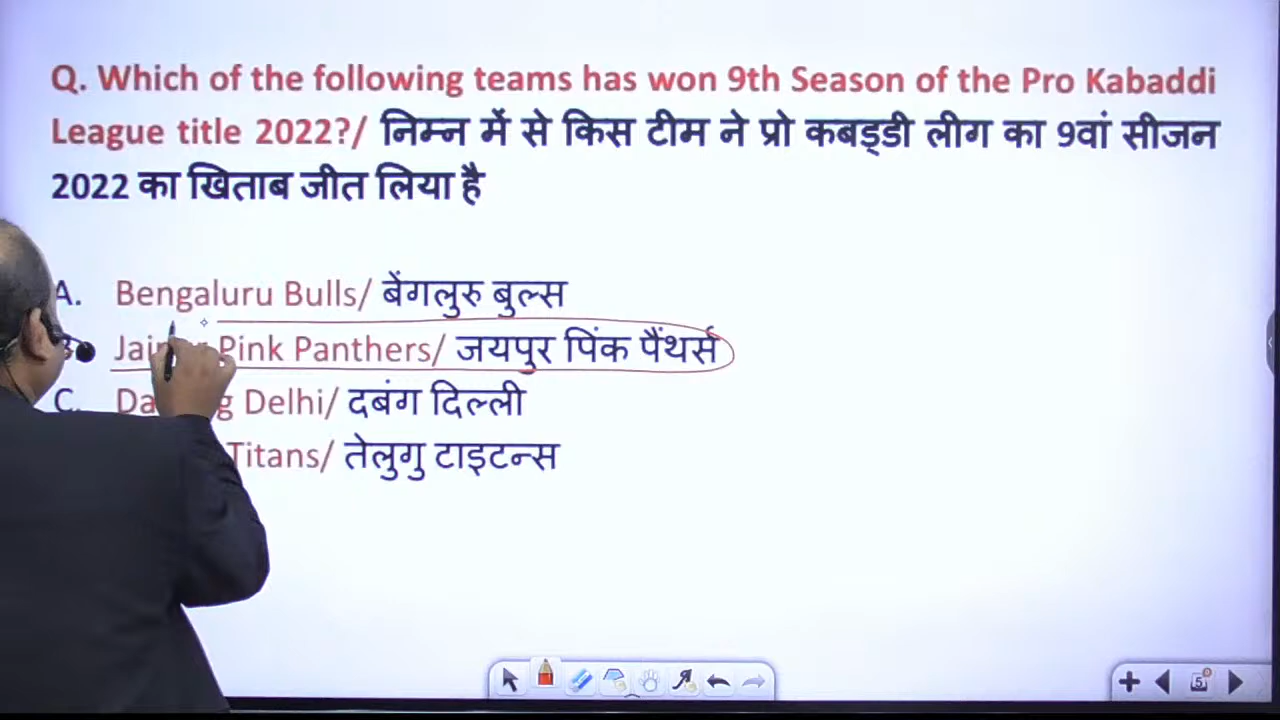 Q. Which of the following teams has won 9th Season of the Pro Kabaddi
League title 2022?/ निम्न में से किस टीम ने प्रो कबड्डी लीग का 9वां सीजन
2022 का खिताब जीत लिया है
A. Bengaluru Bulls/ बेंगलुरु बुल्स
Pink Panthers/ जयपुर पिंक पैंथर्स
C. Delhi/ दबंग दिल्ली
Titans/ तेलुगु टाइटन्स
5